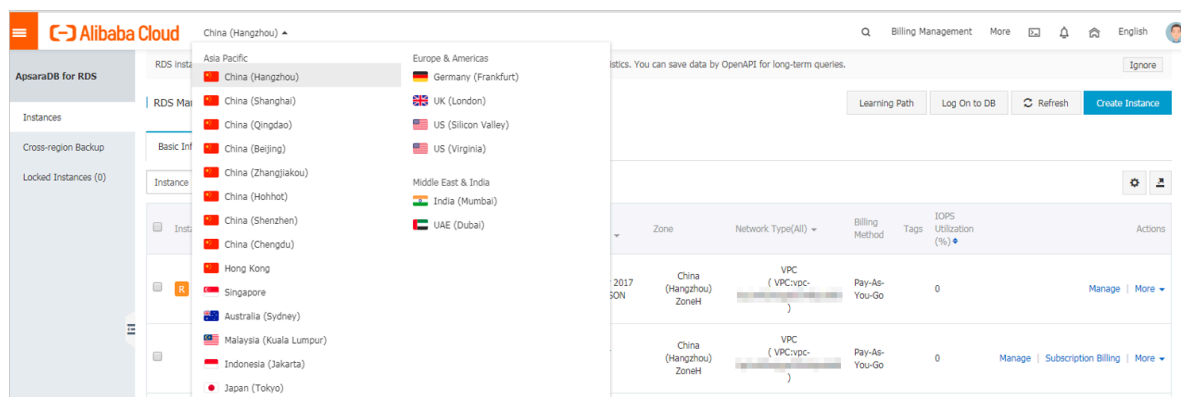 Alibaba Cloud
China (Hangzhou)
Billing Management
More
English
ApsaraDB for RDS
Instances
Cross-region Backup
Locked Instances (0)
RDS insta
istics. You can save data by OpenAPI for long-term queries.
Ignore
RDS Man
Learning Path
Log On to DB
Refresh
Create Instance
Basic Inf
Instance
Asia Pacific
China (Hangzhou)
China (Shanghai)
China (Qingdao)
China (Beijing)
China (Zhangjiakou)
China (Hohhot)
China (Shenzhen)
China (Chengdu)
Hong Kong
Singapore
Australia (Sydney)
Malaysia (Kuala Lumpur)
Indonesia (Jakarta)
Japan (Tokyo)
Europe & Americas
Germany (Frankfurt)
UK (London)
US (Silicon Valley)
US (Virginia)
Middle East & India
India (Mumbai)
UAE (Dubai)
Insta
Zone
Network Type(All)
Billing
Method
Tags
IOPS
Utilization
(%)
Actions
R
2017
SON
China
(Hangzhou)
ZoneH
VPC
( VPC:vpc-
)
Pay-As-
You-Go
0
Manage | More
China
(Hangzhou)
ZoneH
VPC
( VPC:vpc-
)
Pay-As-
You-Go
0
Manage | Subscription Billing | More